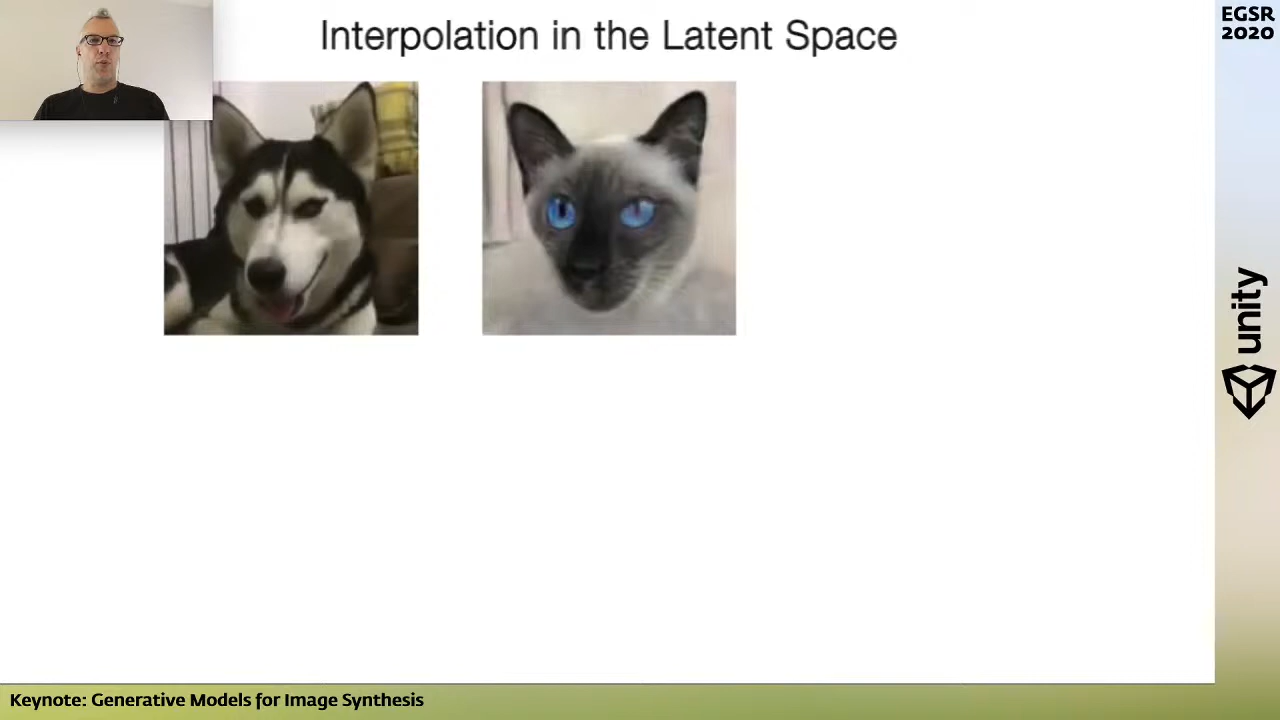 Interpolation in the Latent Space
EGSR
2020
unity
Keynote: Generative Models for Image Synthesis